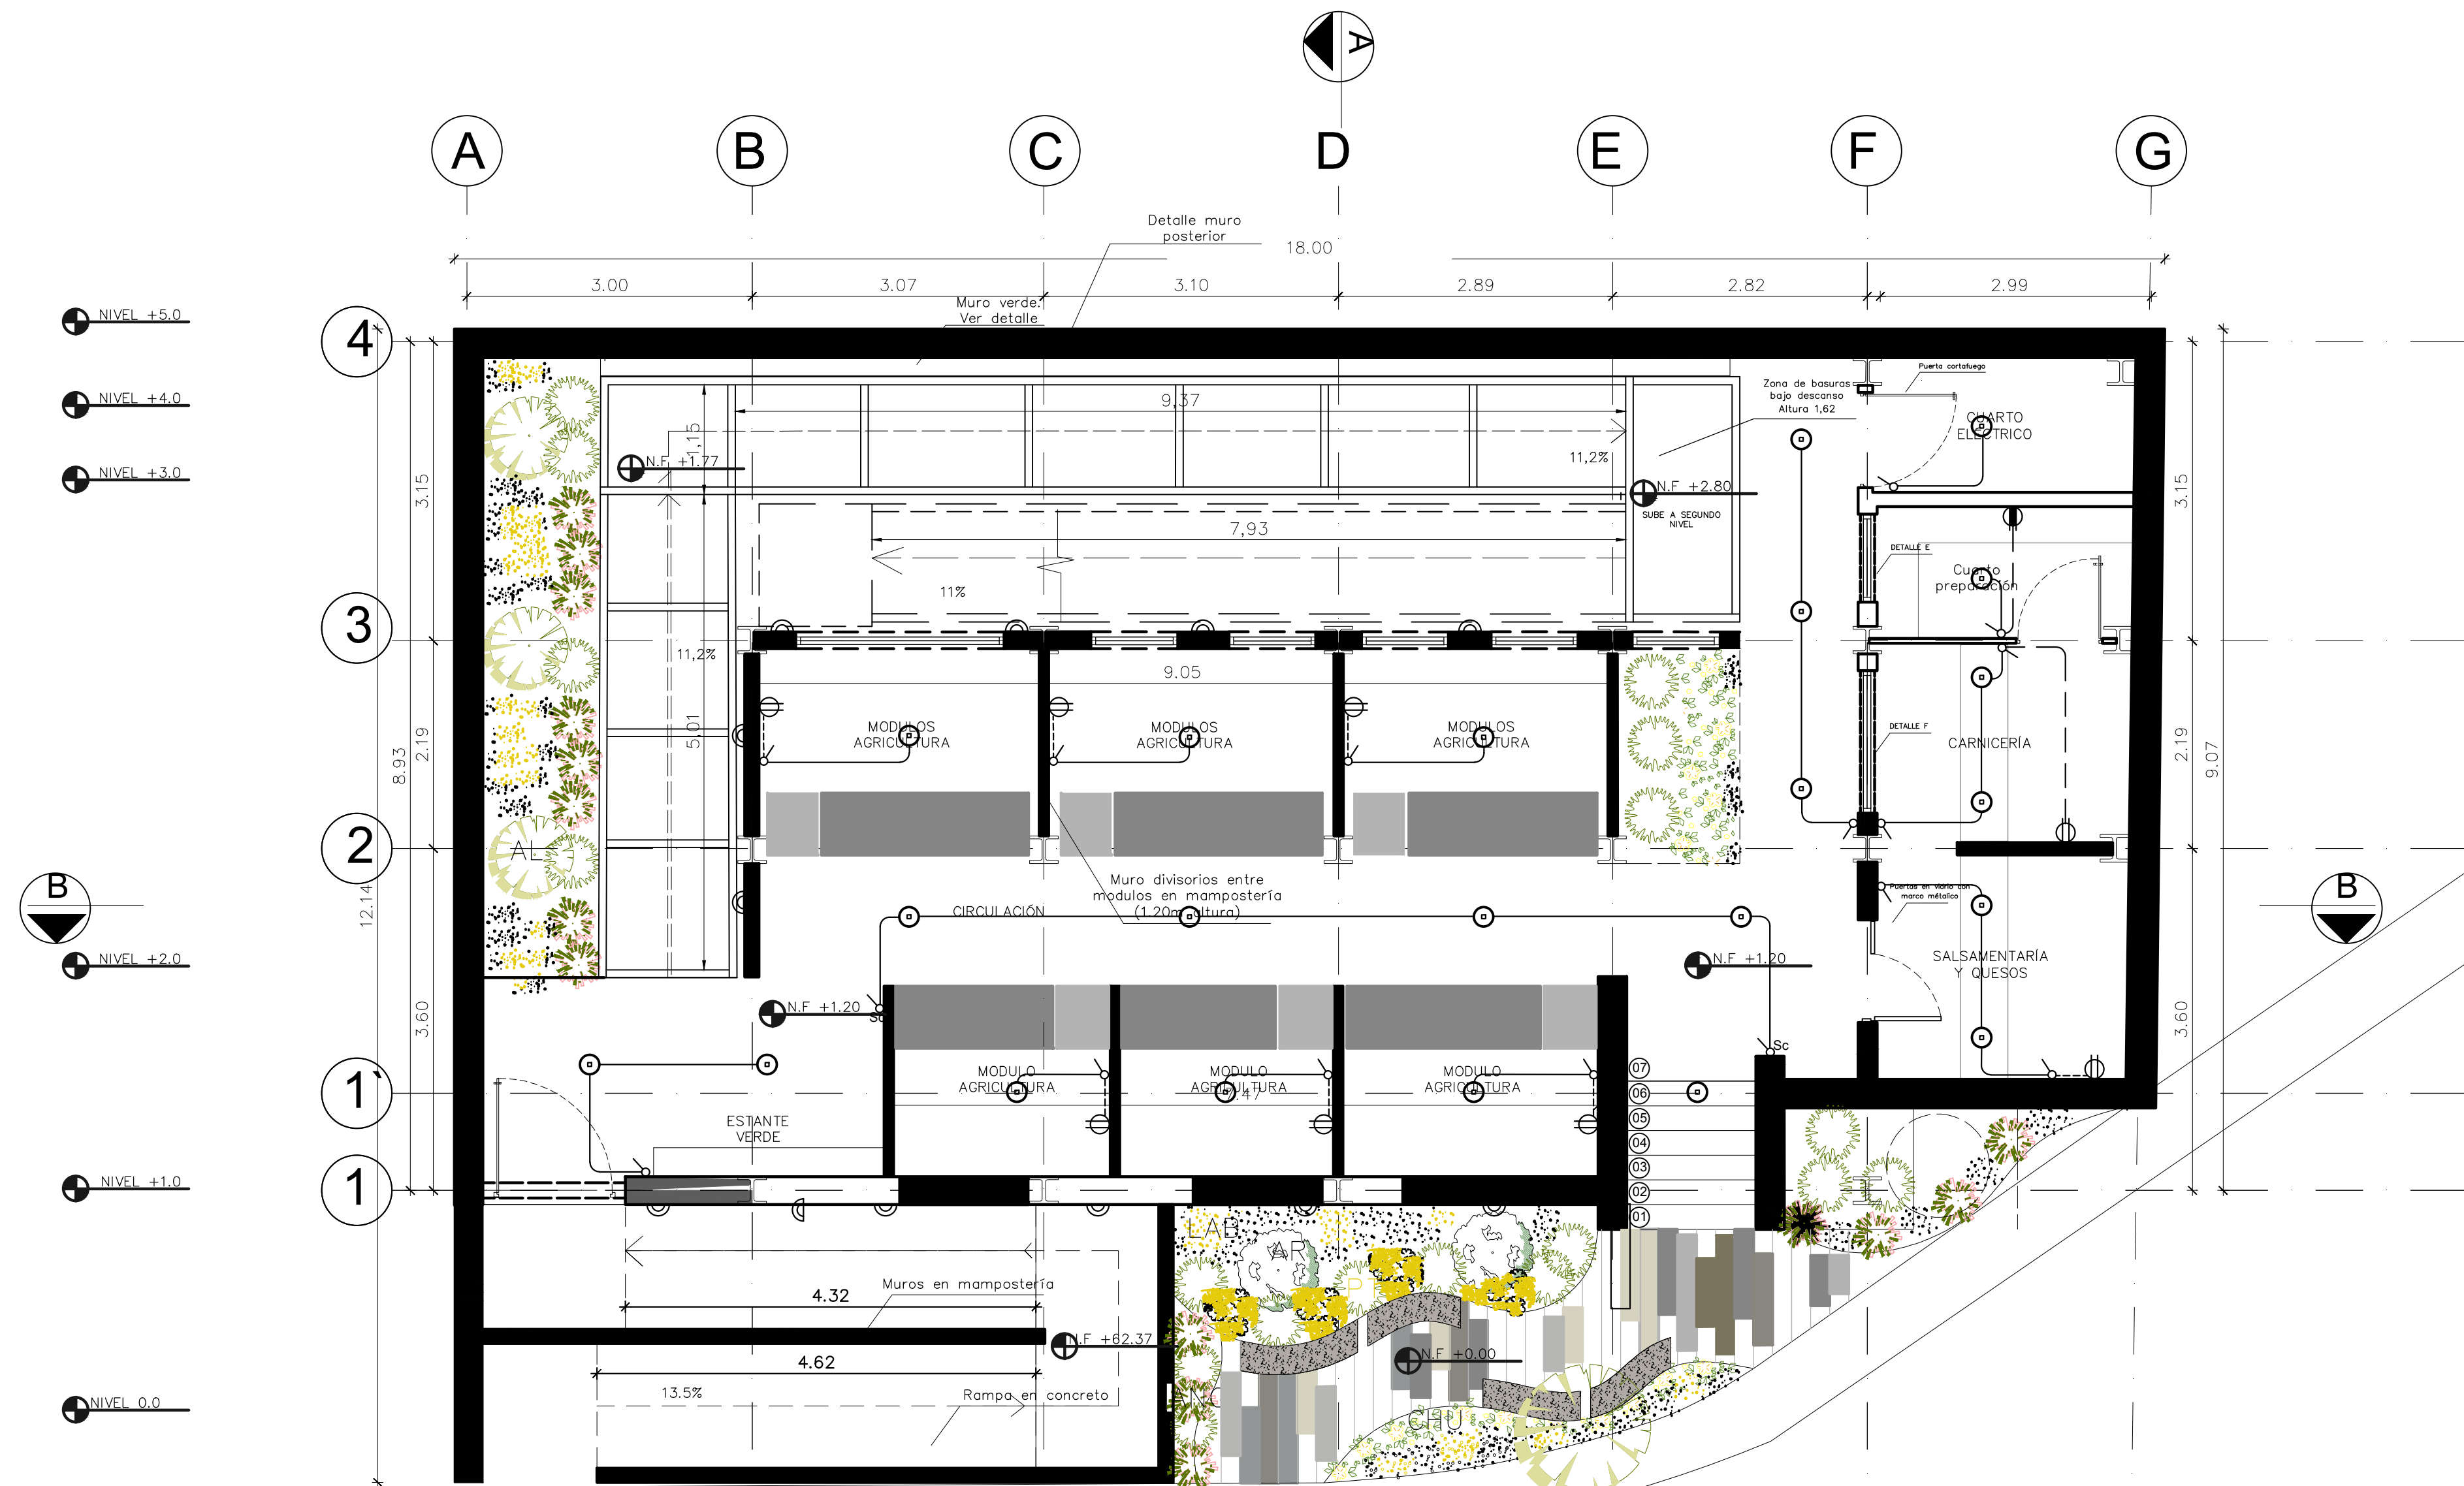 A
A
B
C
D
E
F
G
Detalle muro
posterior
18.00
3.00
3.07
3.10
2.89
2.82
2.99
Muro verde.
Ver detalle
NIVEL +5.0
NIVEL +4.0
NIVEL +3.0
NIVEL +2.0
NIVEL +1.0
NIVEL 0.0
4
3
2
1`
1
B
B
3.15
2.19
3.60
8.93
12.14
3.15
2.19
3.60
9.07
Puerta cortafuego
Zona de basuras
bajo descanso
Altura 1,62
CUARTO
ELECTRICO
9,37
1,15
N.F +1.77
11,2%
N.F +2.80
SUBE A SEGUNDO
NIVEL
7,93
11%
DETALLE E
Cuarto
preparación
11,2%
5,01
9.05
MODULOS
AGRICULTURA
MODULOS
AGRICULTURA
MODULOS
AGRICULTURA
DETALLE F
CARNICERÍA
AL
Muro divisorios entre
modulos en mampostería
(1.20m altura)
CIRCULACIÓN
Puertas en vidrio con
marco métalico
N.F +1.20
SALSAMENTARÍA
Y QUESOS
N.F +1.20
Sc
Sc
MODULO
AGRICULTURA
MODULO
AGRICULTURA
MODULO
AGRICULTURA
ESTANTE
VERDE
07
06
05
04
03
02
01
LAB
AR
Muros en mampostería
4.32
N.F +62.37
N.F +0.00
4.62
13.5%
Rampa en concreto
CHU